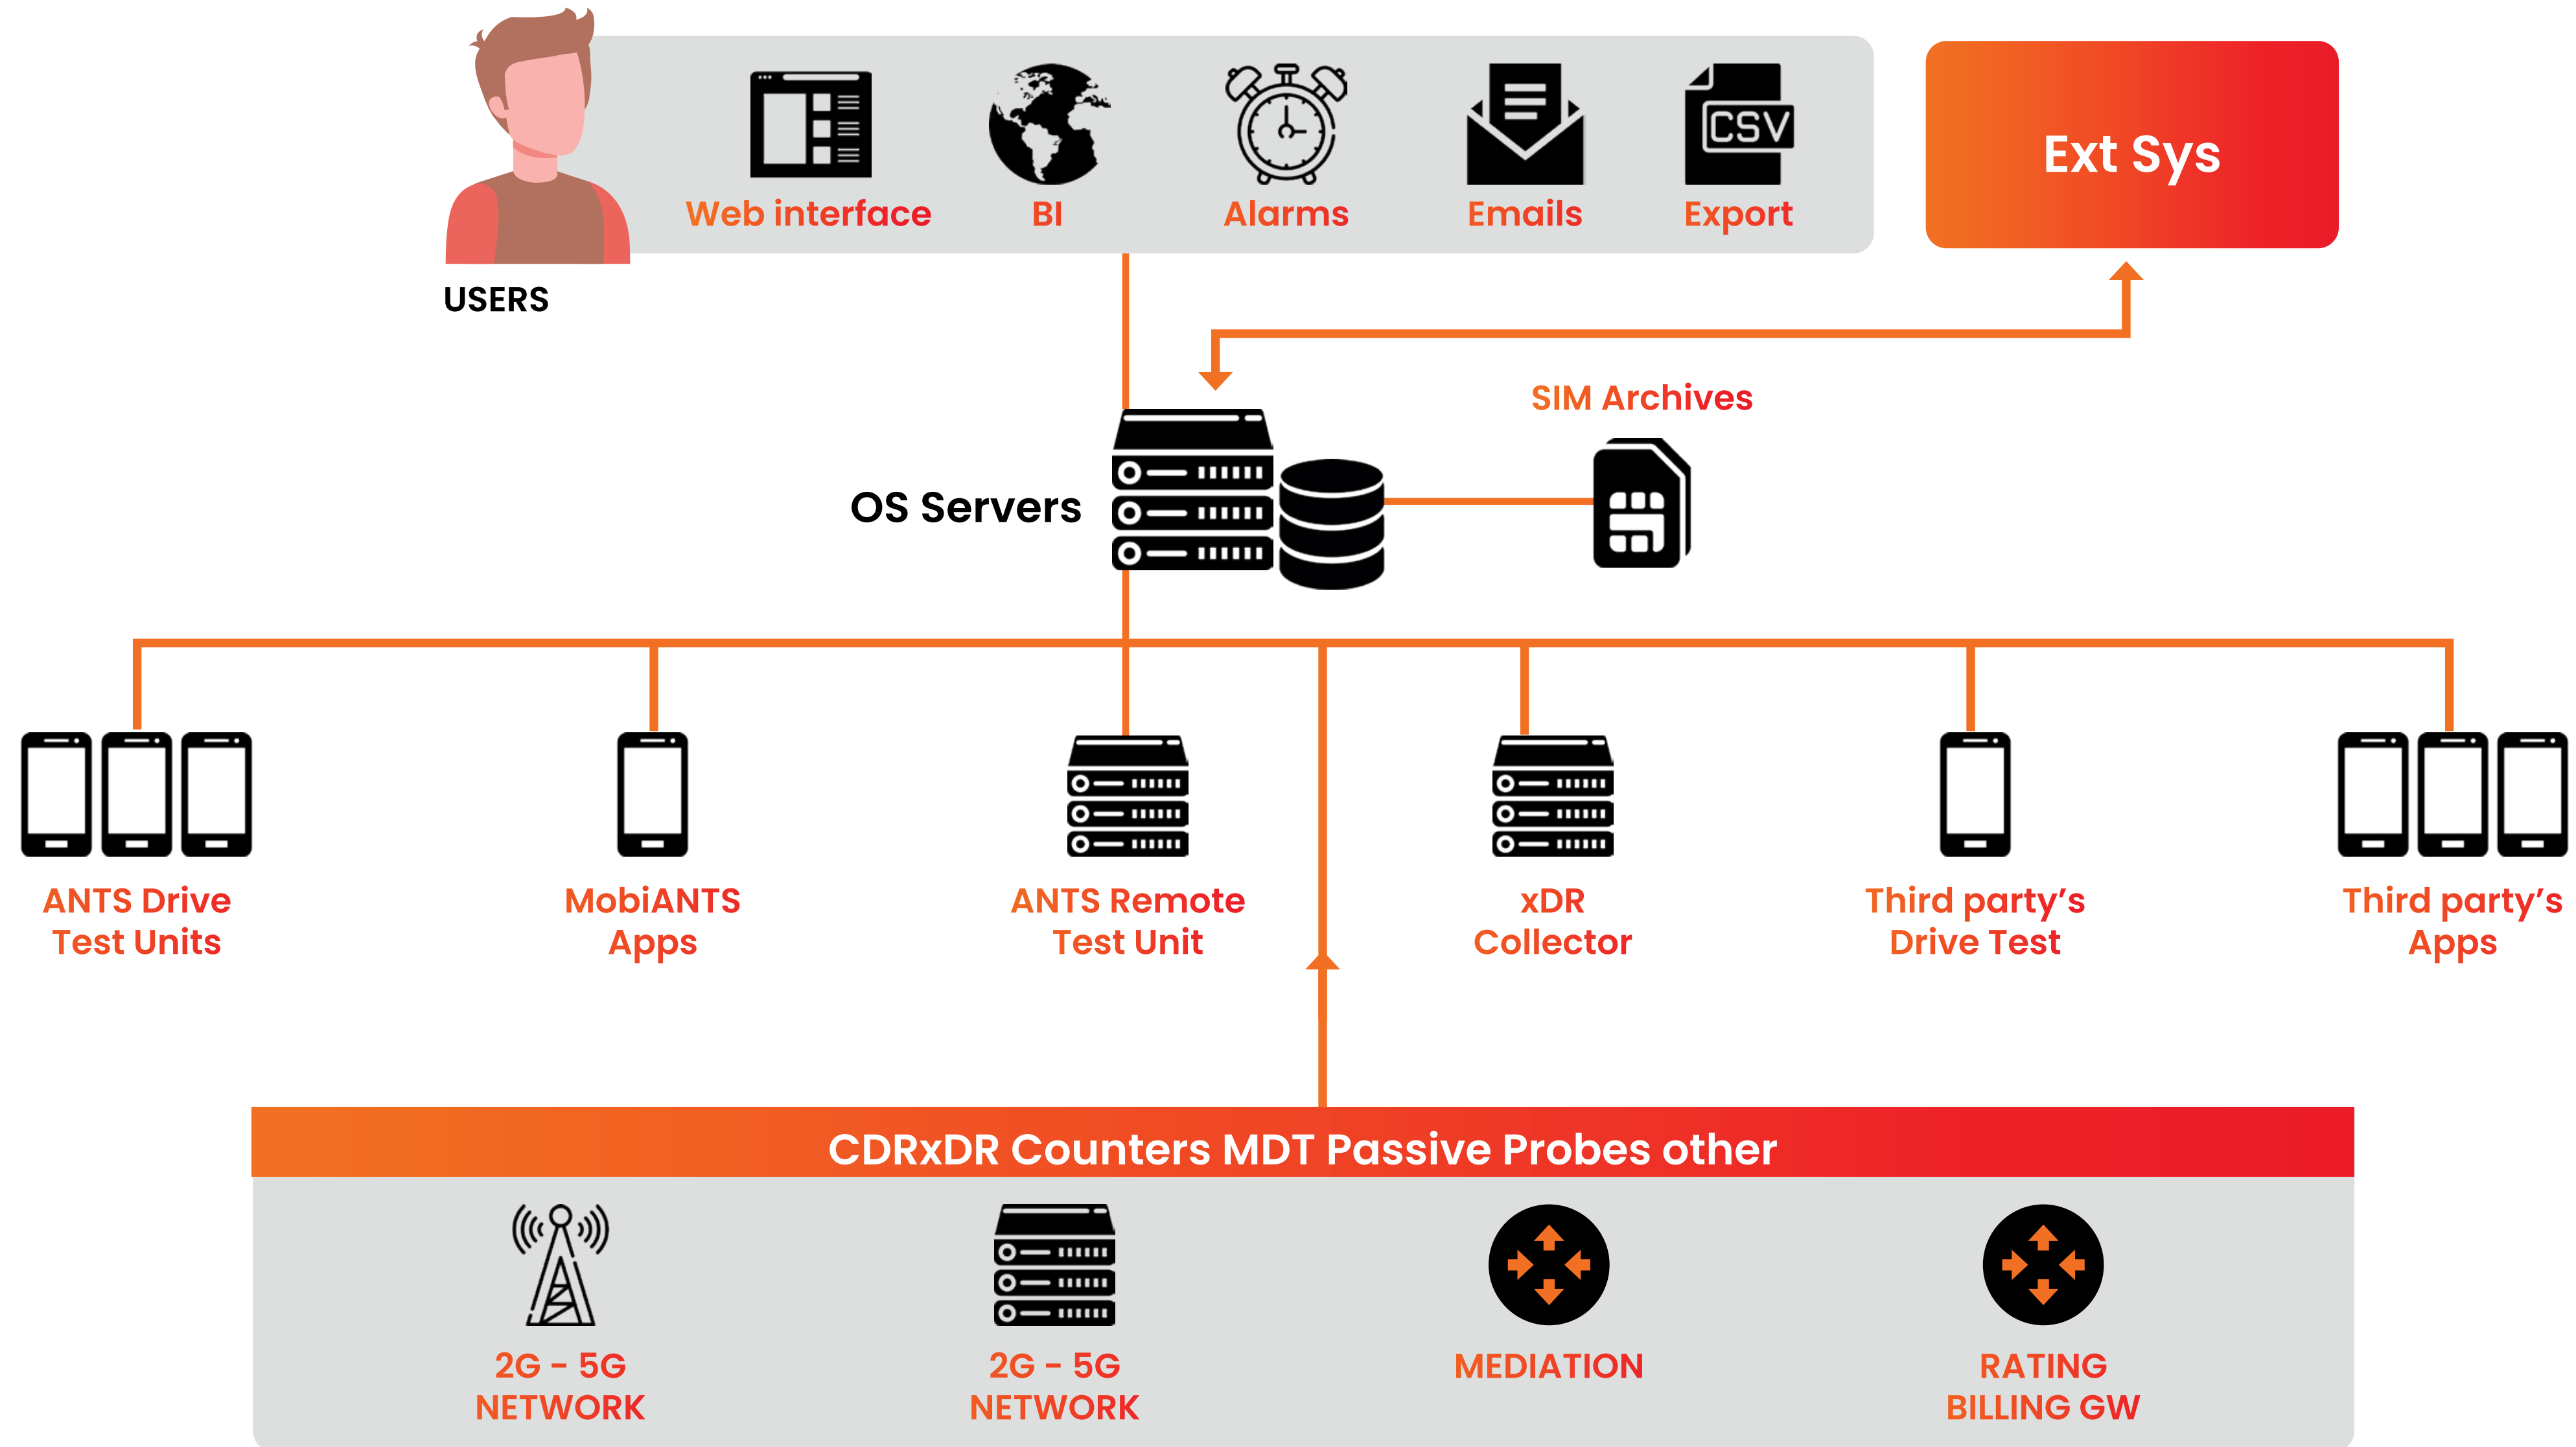 CSV
Web interface
BI
Alarms
Emails
Export
Ext Sys
USERS
SIM Archives
OS Servers
ANTS Drive
Test Units
MobiANTS
Apps
ANTS Remote
Test Unit
xDR
Collector
Third party’s
Drive Test
Third party’s
Apps
CDRxDR Counters MDT Passive Probes other
2G - 5G
NETWORK
2G - 5G
NETWORK
MEDIATION
RATING
BILLING GW